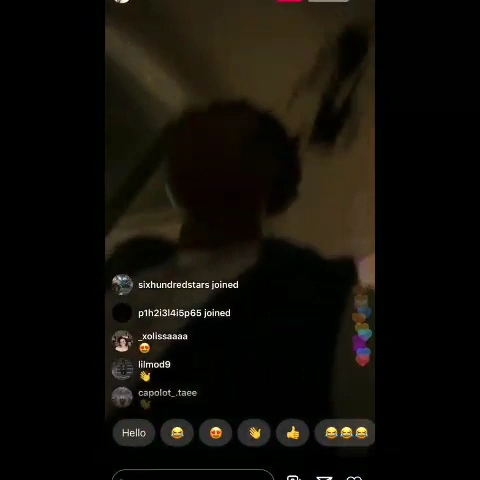 sixhundredstars joined
p1h2i3l4i5p65 joined
_xolissaaaa
😍
lilmod9
👋
capolot_.taee
👋
Hello 😂 😍 👋 👍 😂😂😂